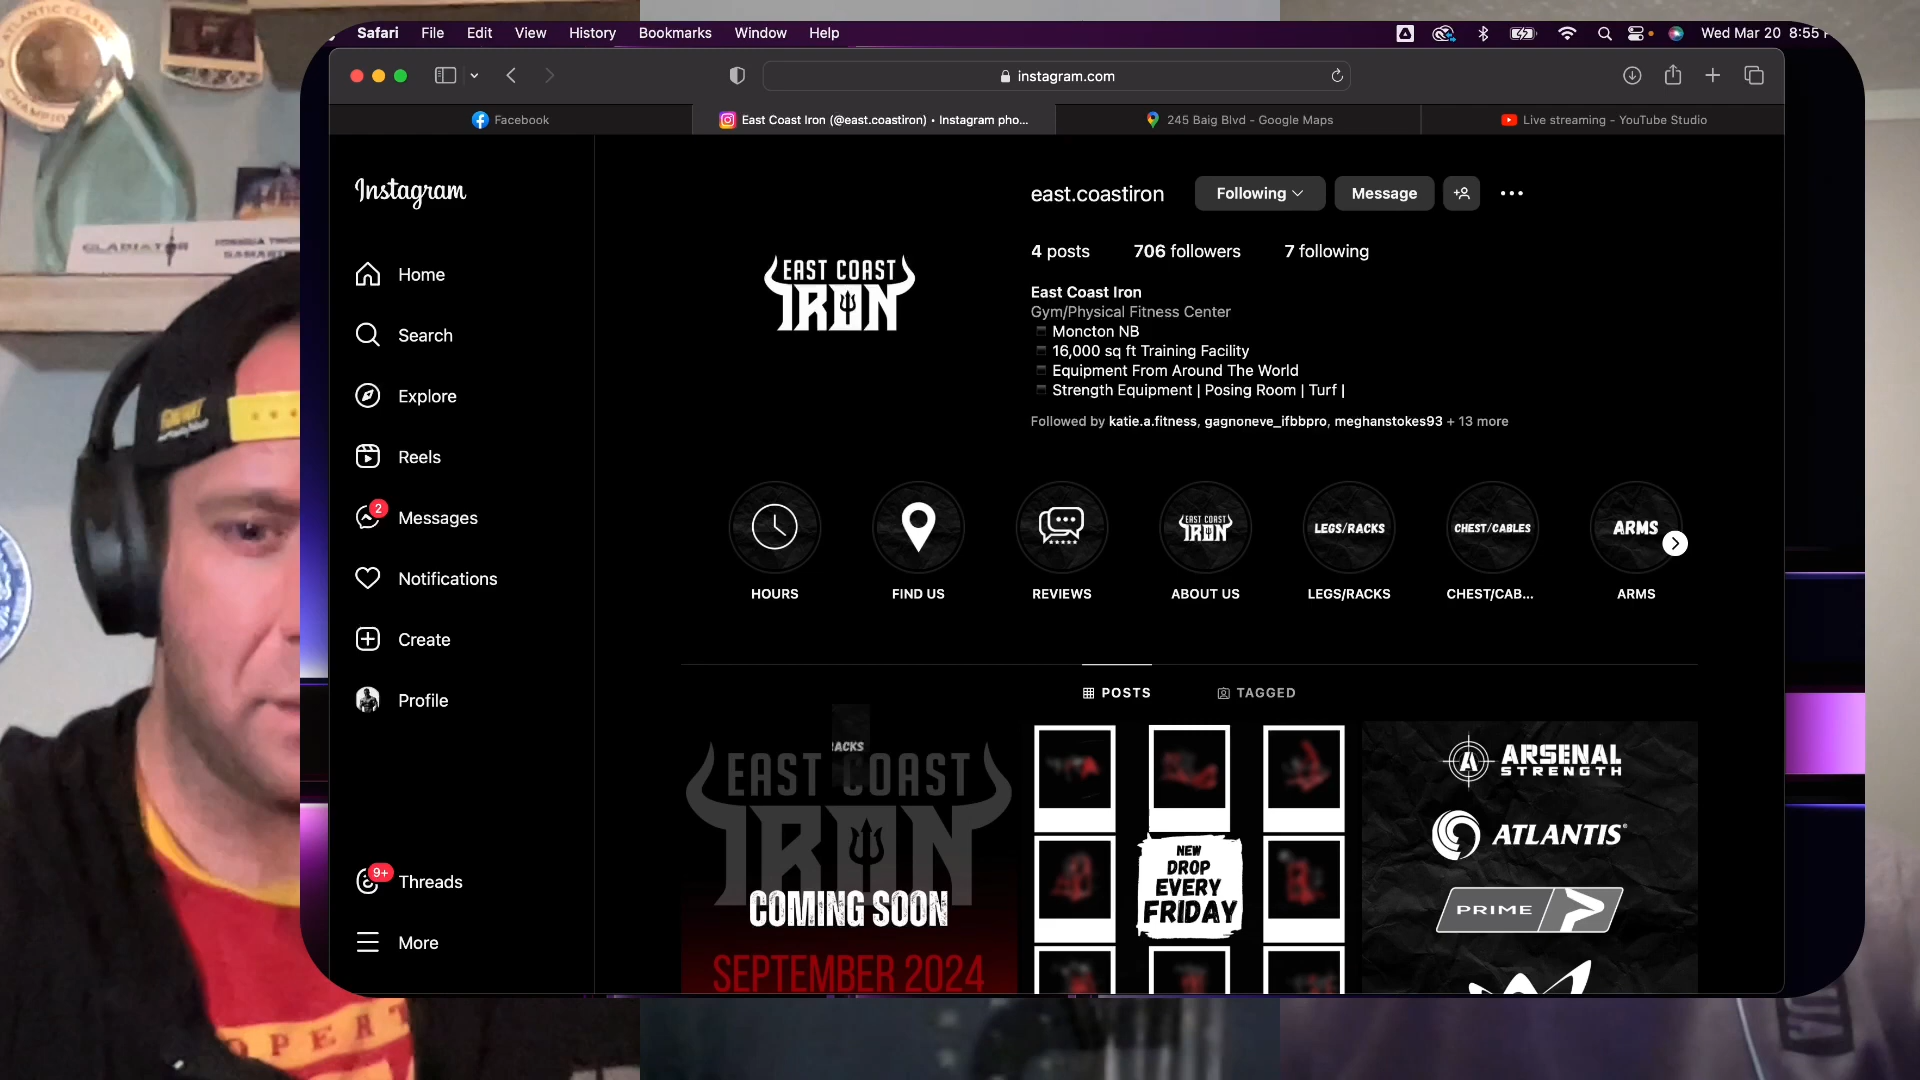 Safari File Edit View History Bookmarks Window Help
Wed Mar 20 8:55
instagram.com
Facebook
East Coast Iron (@east.coastiron) • Instagram pho...
245 Baig Blvd - Google Maps
Live streaming - YouTube Studio
Instagram
Home
Search
Explore
Reels
2
Messages
Notifications
Create
Profile
9+
Threads
More
east.coastiron
Following
Message
4 posts
706 followers
7 following
East Coast Iron
Gym/Physical Fitness Center
Moncton NB
16,000 sq ft Training Facility
Equipment From Around The World
Strength Equipment | Posing Room | Turf |
Followed by katie.a.fitness, gagnoneve_ifbbpro, meghanstokes93 + 13 more
EAST COAST
IRON
EAST COAST
IRON
LEGS/RACKS
CHEST/CABLES
ARMS
HOURS
FIND US
REVIEWS
ABOUT US
LEGS/RACKS
CHEST/CAB...
ARMS
POSTS
TAGGED
ACKS
EAST COAST
IRON
COMING SOON
SEPTEMBER 2024
NEW
DROP
EVERY
FRIDAY
ARSENAL
STRENGTH
ATLANTIS
PRIME
GLADIATOR